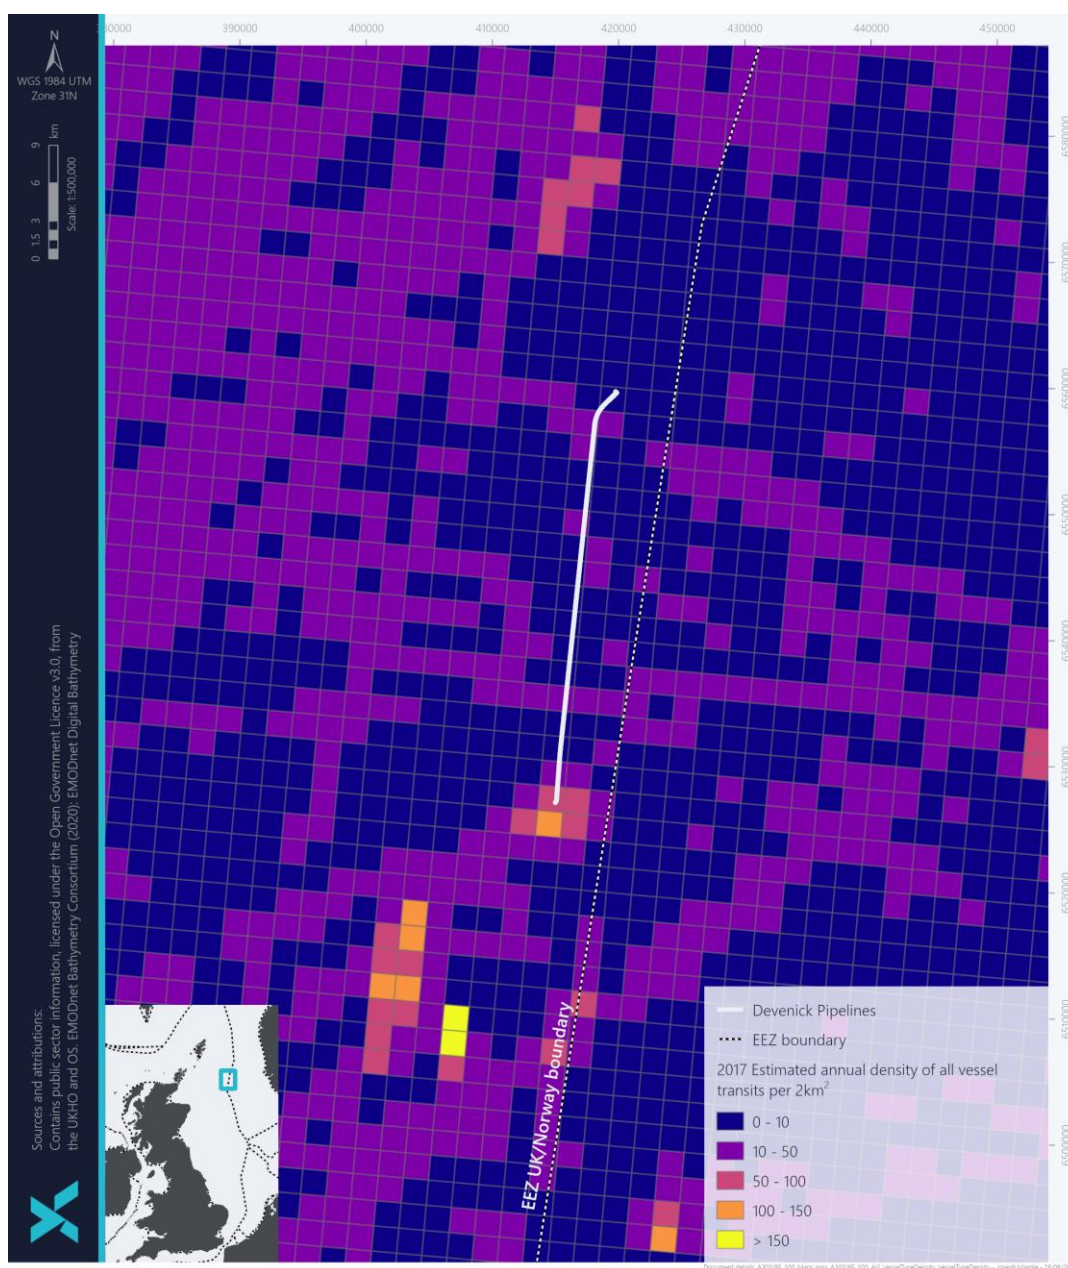 380000 390000 400000 410000 420000 430000 440000 450000
N
WGS 1984 UTM
Zone 31N
0 1.5 3 6 9 km
Scale: 1:500,000
6580000
6570000
6560000
6550000
6540000
6530000
6520000
6510000
6500000
Sources and attributions:
Contains public sector information, licensed under the Open Government Licence v3.0, from
the UKHO and OS. EMODnet Bathymetry Consortium (2020): EMODnet Digital Bathymetry
EEZ UK/Norway boundary
Devenick Pipelines
EEZ boundary
2017 Estimated annual density of all vessel
transits per 2km²
0 - 10
10 - 50
50 - 100
100 - 150
> 150